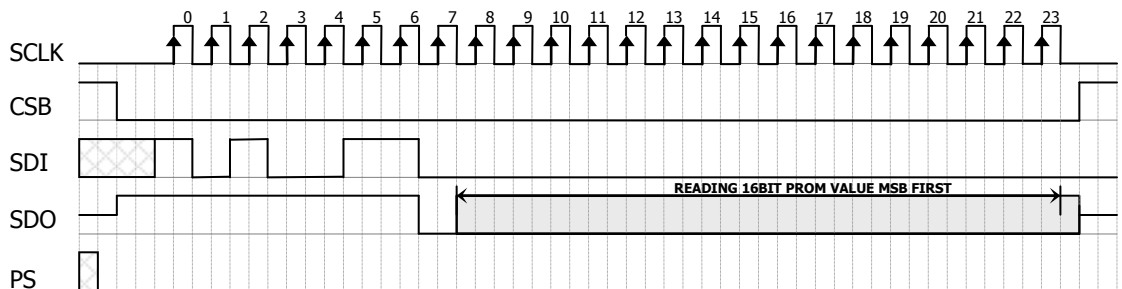 0 1 2 3 4 5 6 7 8 9 10 11 12 13 14 15 16 17 18 19 20 21 22 23
SCLK
CSB
SDI
READING 16BIT PROM VALUE MSB FIRST
SDO
PS